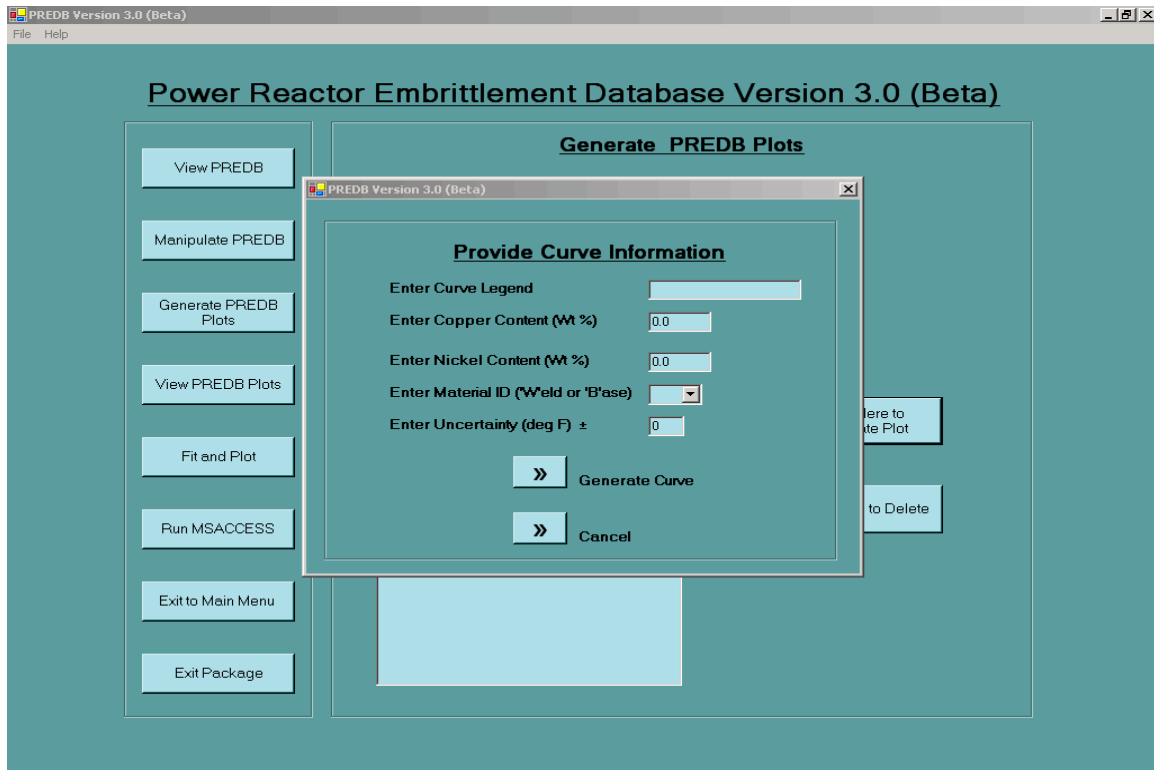 PREDB Version 3.0 (Beta)
File Help
Power Reactor Embrittlement Database Version 3.0 (Beta)
View PREDB
Manipulate PREDB
Generate PREDB
Plots
View PREDB Plots
Fit and Plot
Run MSACCESS
Exit to Main Menu
Exit Package
Generate PREDB Plots
PREDB Version 3.0 (Beta)
Provide Curve Information
Enter Curve Legend
Enter Copper Content (Wt %) 0.0
Enter Nickel Content (Wt %) 0.0
Enter Material ID ('W'eld or 'B'ase)
Enter Uncertainty (deg F) ± 0
» Generate Curve
» Cancel
to
Plot
to Delete